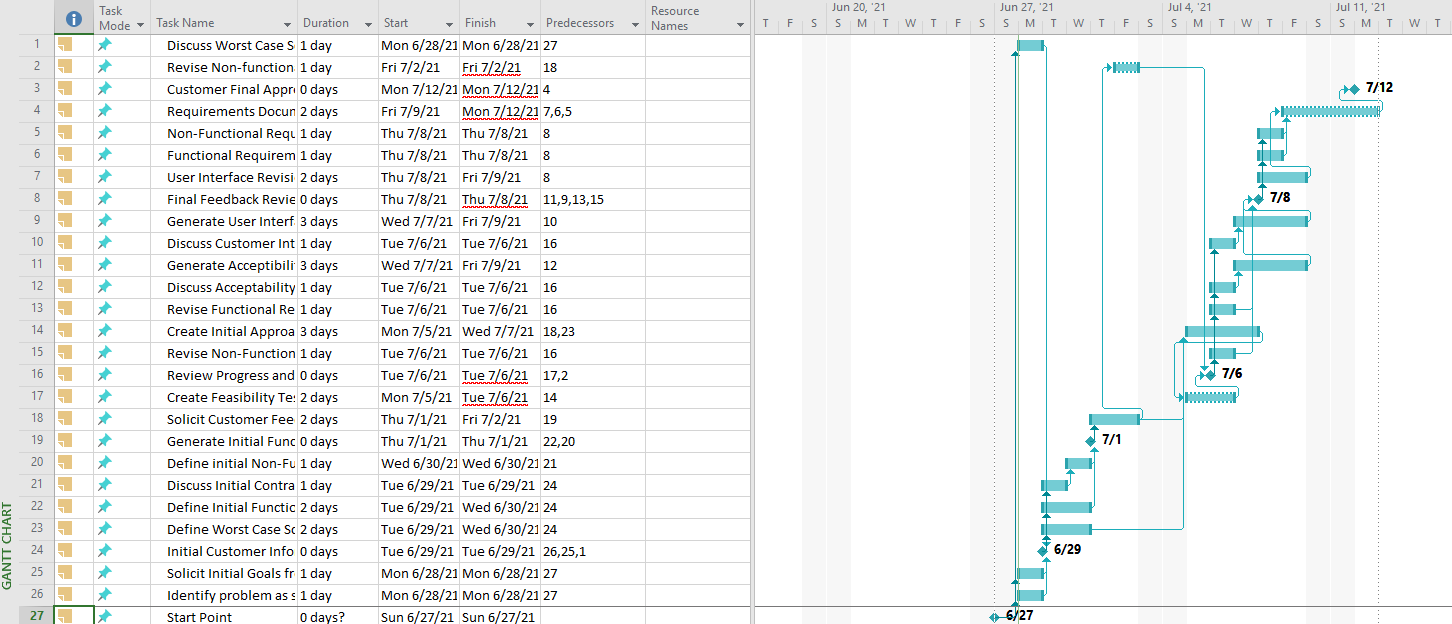 Task Mode Task Name Duration Start Finish Predecessors Resource Names
Jun 20, '21 Jun 27, '21 Jul 4, '21 Jul 11, '21
T F S S M T W T F S S M T W T F S S M T W T F S S M T W T
1 Discuss Worst Case S 1 day Mon 6/28/21 Mon 6/28/21 27
2 Revise Non-function 1 day Fri 7/2/21 Fri 7/2/21 18
3 Customer Final Appr 0 days Mon 7/12/21 Mon 7/12/21 4 7/12
4 Requirements Docun 2 days Fri 7/9/21 Mon 7/12/21 7,6,5
5 Non-Functional Requ 1 day Thu 7/8/21 Thu 7/8/21 8
6 Functional Requirem 1 day Thu 7/8/21 Thu 7/8/21 8
7 User Interface Revisi 2 days Thu 7/8/21 Fri 7/9/21 8
8 Final Feedback Revie 0 days Thu 7/8/21 Thu 7/8/21 11,9,13,15 7/8
9 Generate User Interf 3 days Wed 7/7/21 Fri 7/9/21 10
10 Discuss Customer Int 1 day Tue 7/6/21 Tue 7/6/21 16
11 Generate Acceptibili 3 days Wed 7/7/21 Fri 7/9/21 12
12 Discuss Acceptability 1 day Tue 7/6/21 Tue 7/6/21 16
13 Revise Functional Re 1 day Tue 7/6/21 Tue 7/6/21 16
14 Create Initial Approa 3 days Mon 7/5/21 Wed 7/7/21 18,23
15 Revise Non-Function 1 day Tue 7/6/21 Tue 7/6/21 16
16 Review Progress and 0 days Tue 7/6/21 Tue 7/6/21 17,2 7/6
17 Create Feasibility Te 2 days Mon 7/5/21 Tue 7/6/21 14
18 Solicit Customer Fee 2 days Thu 7/1/21 Fri 7/2/21 19
19 Generate Initial Func 0 days Thu 7/1/21 Thu 7/1/21 22,20 7/1
20 Define initial Non-Fu 1 day Wed 6/30/21 Wed 6/30/21 21
21 Discuss Initial Contra 1 day Tue 6/29/21 Tue 6/29/21 24
22 Define Initial Functio 2 days Tue 6/29/21 Wed 6/30/21 24
23 Define Worst Case Sc 2 days Tue 6/29/21 Wed 6/30/21 24
24 Initial Customer Info 0 days Tue 6/29/21 Tue 6/29/21 26,25,1 6/29
25 Solicit Initial Goals fr 1 day Mon 6/28/21 Mon 6/28/21 27
26 Identify problem as s 1 day Mon 6/28/21 Mon 6/28/21 27
27 Start Point 0 days? Sun 6/27/21 Sun 6/27/21 6/27
GANTT CHART